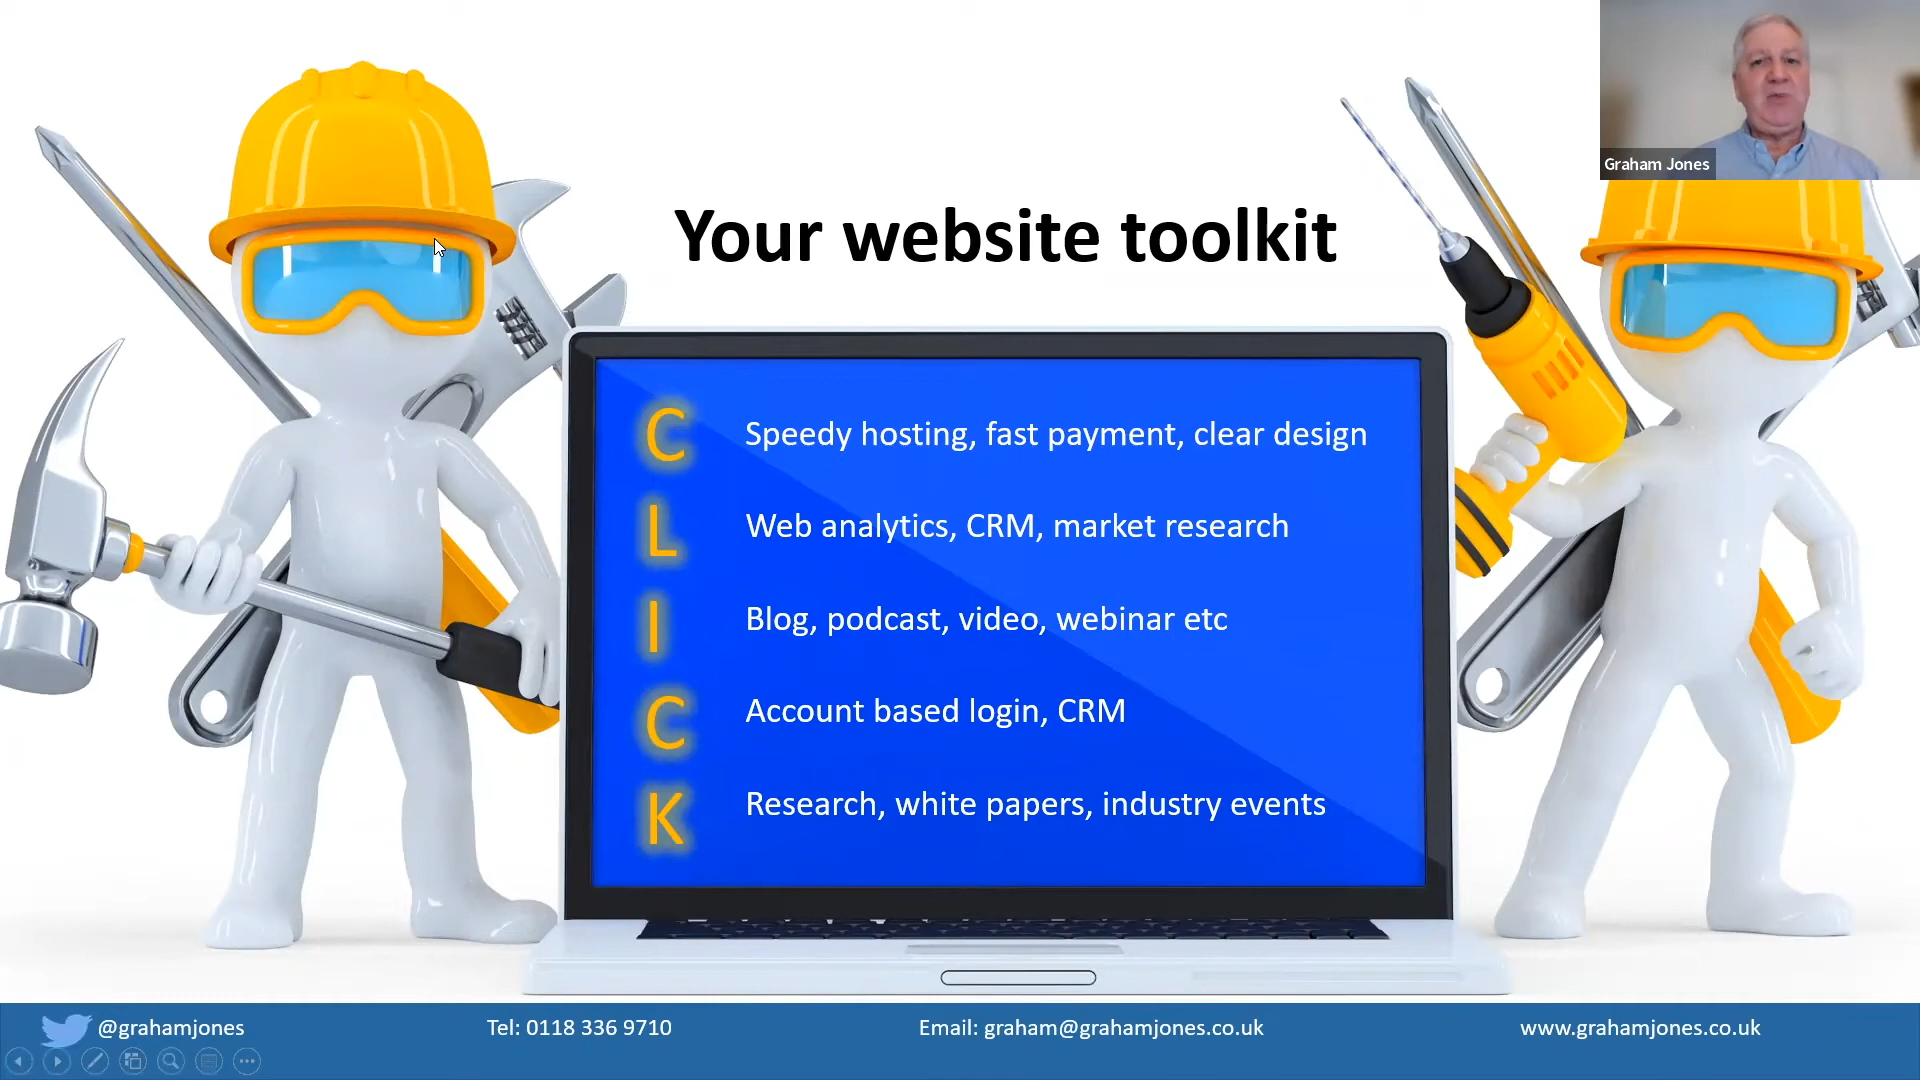 Graham Jones
Your website toolkit
C Speedy hosting, fast payment, clear design
L Web analytics, CRM, market research
I Blog, podcast, video, webinar etc
C Account based login, CRM
K Research, white papers, industry events
@grahamjones Tel: 0118 336 9710 Email: graham@grahamjones.co.uk www.grahamjones.co.uk